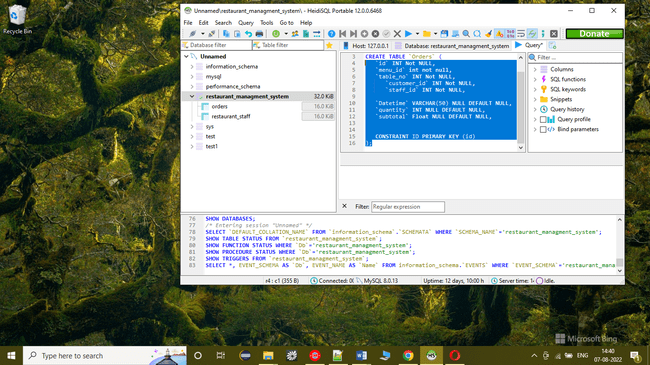 Recycle Bin
Unnamed\restaurant_managment_system\ - HeidiSQL Portable 12.0.0.6468
File Edit Search Query Tools Go to Help
Donate
Database filter
Table filter
Host: 127.0.0.1
Database: restaurant_managment_system
Query*
Unnamed
information_schema
mysql
performance_schema
restaurant_managment_system 32.0 KiB
orders 16.0 KiB
restaurant_staff 16.0 KiB
sys
test
test1
CREATE TABLE `Orders` (
`id` INT Not NULL,
`menu_id` int not null,
`table_no` INT Not NULL,
`customer_id` INT Not NULL,
`staff_id` INT Not NULL,
`Datetime` VARCHAR(50) NULL DEFAULT NULL,
`quantity` INT NULL DEFAULT NULL,
`subtotal` Float NULL DEFAULT NULL,
12
13
14
15 CONSTRAINT ID PRIMARY KEY (id)
16 );
Filter
Columns
SQL functions
SQL keywords
Snippets
Query history
Query profile
Bind parameters
Filter: Regular expression
76 SHOW DATABASES;
77 /* Entering session "Unnamed" */
78 SELECT `DEFAULT_COLLATION_NAME` FROM `information_schema`.`SCHEMATA` WHERE `SCHEMA_NAME`='restaurant_managment_system';
79 SHOW TABLE STATUS FROM `restaurant_managment_system`;
80 SHOW FUNCTION STATUS WHERE `Db`='restaurant_managment_system';
81 SHOW PROCEDURE STATUS WHERE `Db`='restaurant_managment_system';
82 SHOW TRIGGERS FROM `restaurant_managment_system`;
83 SELECT *, EVENT_SCHEMA AS `Db`, EVENT_NAME AS `Name` FROM information_schema.`EVENTS` WHERE `EVENT_SCHEMA`='restaurant_mana
r4 : c1 (355 B) Connected: 00 MySQL 8.0.13 Uptime: 12 days, 10:00 h Server time: 1 Idle.
Microsoft Bing
Type here to search
ENG
14:40
07-08-2022